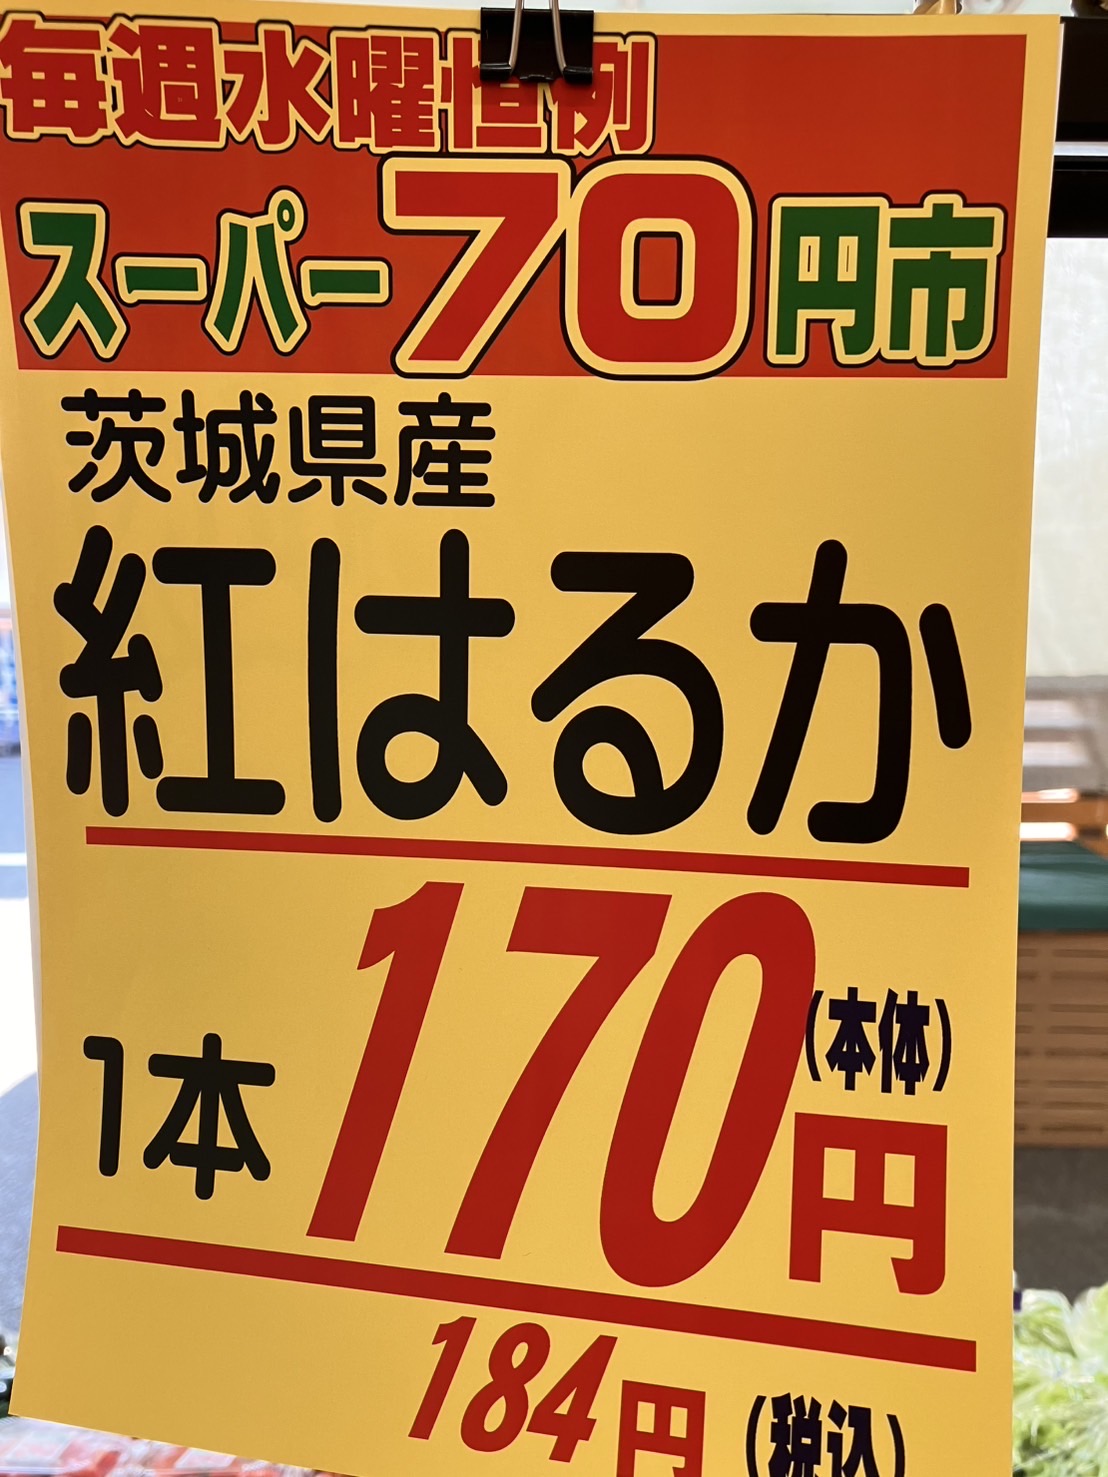 毎週水曜恒例
スーパー70円市
茨城県産
紅はるか
1本 170円 (本体)
184円 (税込)